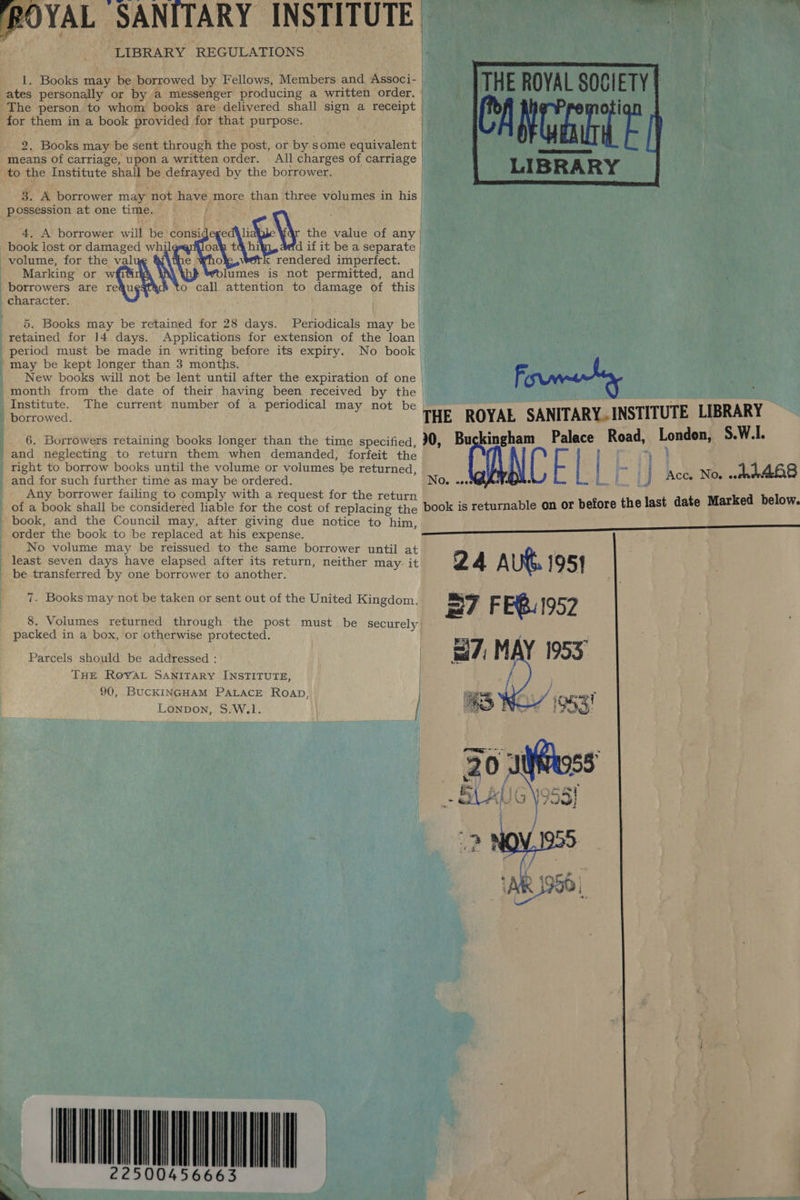 ROYAL SANITARY INSTITUTE
LIBRARY REGULATIONS
1. Books may be borrowed by Fellows, Members and Associ-
ates personally or by a messenger producing a written order.
The person to whom books are delivered shall sign a receipt
for them in a book provided for that purpose.
2. Books may be sent through the post, or by some equivalent
means of carriage, upon a written order. All charges of carriage
to the Institute shall be defrayed by the borrower.
3. A borrower may not have more than three volumes in his
possession at one time.
4. A borrower will be considered liable for the value of any
book lost or damaged while on loan to him, and if it be a separate
volume, for the value of the whole work rendered imperfect.
Marking or writing in the volumes is not permitted, and
borrowers are requested to call attention to damage of this
character.
5. Books may be retained for 28 days. Periodicals may be
retained for 14 days. Applications for extension of the loan
period must be made in writing before its expiry. No book
may be kept longer than 3 months.
New books will not be lent until after the expiration of one
month from the date of their having been received by the
Institute. The current number of a periodical may not be
borrowed.
6. Borrowers retaining books longer than the time specified,
and neglecting to return them when demanded, forfeit the
right to borrow books until the volume or volumes be returned,
and for such further time as may be ordered.
Any borrower failing to comply with a request for the return
of a book shall be considered liable for the cost of replacing the
book, and the Council may, after giving due notice to him,
order the book to be replaced at his expense.
No volume may be reissued to the same borrower until at
least seven days have elapsed after its return, neither may it
be transferred by one borrower to another.
7. Books may not be taken or sent out of the United Kingdom.
8. Volumes returned through the post must be securely
packed in a box, or otherwise protected.
Parcels should be addressed:
THE ROYAL SANITARY INSTITUTE,
90, BUCKINGHAM PALACE ROAD,
LONDON, S.W.1.
W
W
THE ROYAL SOCIETY
for the Promotion
OF HEALTH
CANCELLED
LIBRARY
Formerly
THE ROYAL SANITARY INSTITUTE LIBRARY
90, Buckingham Palace Road, London, S.W.1.
No. ... CANCELLED Acc. No. ..11468
book is returnable on or before the last date Marked below.
24 AUG. 1951
27 FEB. 1952
27. MAY 1953
NOV 1953
20 1955
AUG 1955
NOV. 1955
AR 1956
22500456663